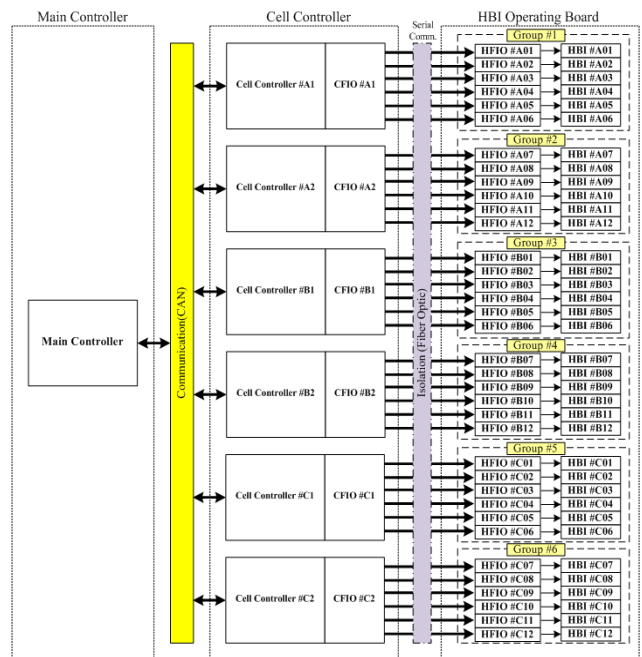 Main Controller
Cell Controller
Serial
Comm.
HBI Operating Board
Main Controller
Communication(CAN)
Isolation (Fiber Optic)
Cell Controller #A1
CFIO #A1
Group #1
HFIO #A01
HBI #A01
HFIO #A02
HBI #A02
HFIO #A03
HBI #A03
HFIO #A04
HBI #A04
HFIO #A05
HBI #A05
HFIO #A06
HBI #A06
Cell Controller #A2
CFIO #A2
Group #2
HFIO #A07
HBI #A07
HFIO #A08
HBI #A08
HFIO #A09
HBI #A09
HFIO #A10
HBI #A10
HFIO #A11
HBI #A11
HFIO #A12
HBI #A12
Cell Controller #B1
CFIO #B1
Group #3
HFIO #B01
HBI #B01
HFIO #B02
HBI #B02
HFIO #B03
HBI #B03
HFIO #B04
HBI #B04
HFIO #B05
HBI #B05
HFIO #B06
HBI #B06
Cell Controller #B2
CFIO #B2
Group #4
HFIO #B07
HBI #B07
HFIO #B08
HBI #B08
HFIO #B09
HBI #B09
HFIO #B10
HBI #B10
HFIO #B11
HBI #B11
HFIO #B12
HBI #B12
Cell Controller #C1
CFIO #C1
Group #5
HFIO #C01
HBI #C01
HFIO #C02
HBI #C02
HFIO #C03
HBI #C03
HFIO #C04
HBI #C04
HFIO #C05
HBI #C05
HFIO #C06
HBI #C06
Cell Controller #C2
CFIO #C2
Group #6
HFIO #C07
HBI #C07
HFIO #C08
HBI #C08
HFIO #C09
HBI #C09
HFIO #C10
HBI #C10
HFIO #C11
HBI #C11
HFIO #C12
HBI #C12